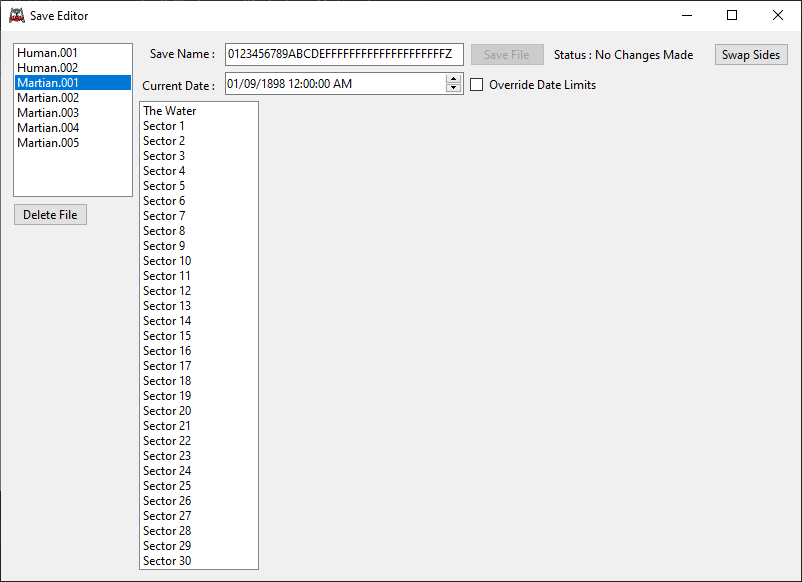 Save Editor
Human.001
Human.002
Martian.001
Martian.002
Martian.003
Martian.004
Martian.005
Delete File
Save Name : 0123456789ABCDEFFFFFFFFFFFFFFFFFFFFZ Save File Status : No Changes Made Swap Sides
Current Date : 01/09/1898 12:00:00 AM Override Date Limits
The Water
Sector 1
Sector 2
Sector 3
Sector 4
Sector 5
Sector 6
Sector 7
Sector 8
Sector 9
Sector 10
Sector 11
Sector 12
Sector 13
Sector 14
Sector 15
Sector 16
Sector 17
Sector 18
Sector 19
Sector 20
Sector 21
Sector 22
Sector 23
Sector 24
Sector 25
Sector 26
Sector 27
Sector 28
Sector 29
Sector 30